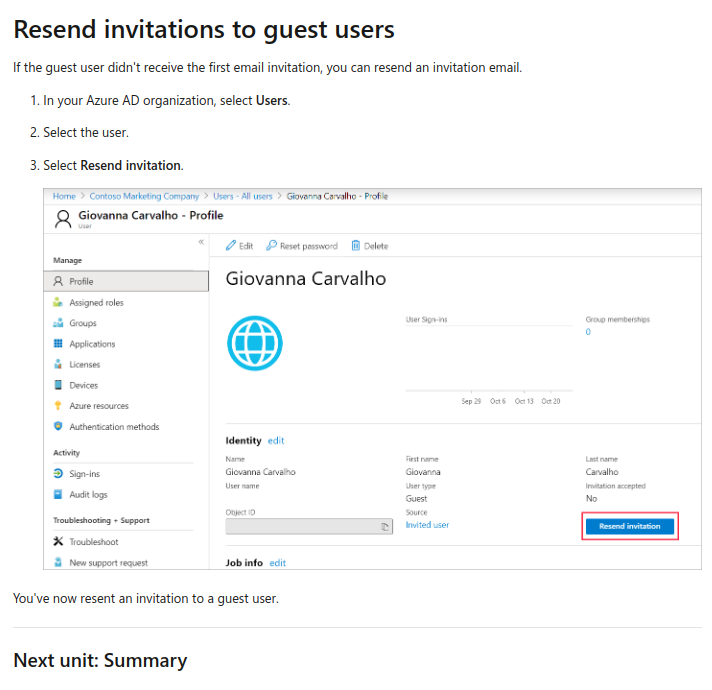 Resend invitations to guest users
If the guest user didn't receive the first email invitation, you can resend an invitation email.
1. In your Azure AD organization, select Users.
2. Select the user.
3. Select Resend invitation.
Home > Contoso Marketing Company > Users - All users > Giovanna Carvalho - Profile
Giovanna Carvalho - Profile
User
«
Edit Reset password Delete
Manage
Profile
Assigned roles
Groups
Applications
Licenses
Devices
Azure resources
Authentication methods
Activity
Sign-ins
Audit logs
Troubleshooting + Support
Troubleshoot
New support request
Giovanna Carvalho
User Sign-ins
Group memberships
0
Sep 29 Oct 6 Oct 13 Oct 20
Identity edit
Name First name Last name
Giovanna Carvalho Giovanna Carvalho
User name User type Invitation accepted
Guest No
Object ID Source
Invited user Resend invitation
Job info edit
You've now resent an invitation to a guest user.
Next unit: Summary